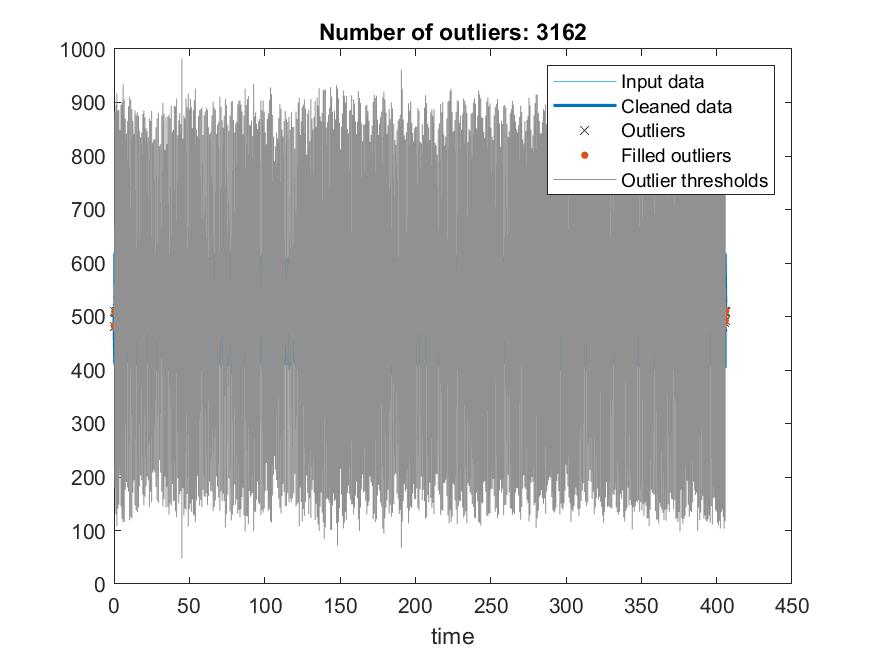 Number of outliers: 3162
1000
900
800
700
600
500
400
300
200
100
0
Input data
Cleaned data
Outliers
Filled outliers
Outlier thresholds
0 50 100 150 200 250 300 350 400 450
time